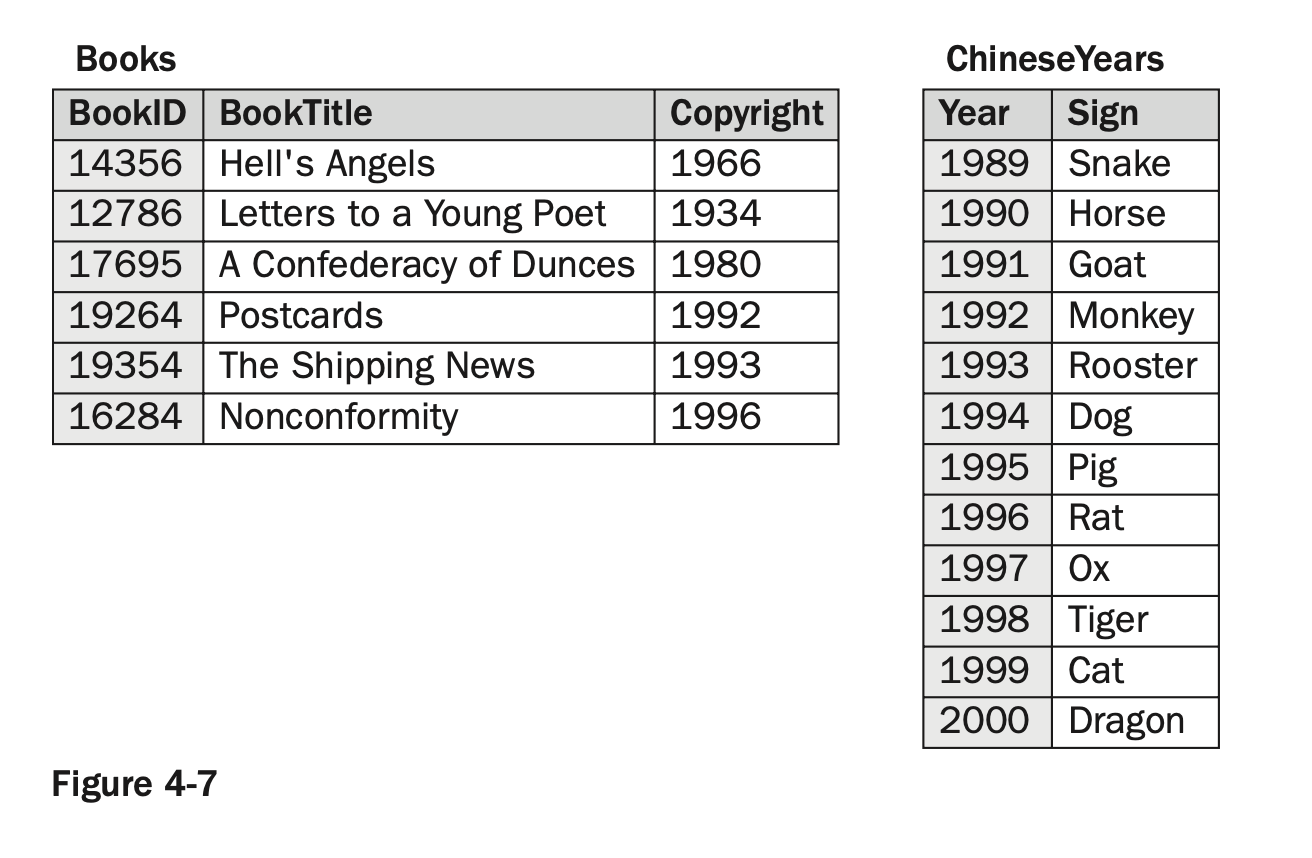 Books
BookID BookTitle Copyright
14356 Hell's Angels 1966
12786 Letters to a Young Poet 1934
17695 A Confederacy of Dunces 1980
19264 Postcards 1992
19354 The Shipping News 1993
16284 Nonconformity 1996
ChineseYears
Year Sign
1989 Snake
1990 Horse
1991 Goat
1992 Monkey
1993 Rooster
1994 Dog
1995 Pig
1996 Rat
1997 Ox
1998 Tiger
1999 Cat
2000 Dragon
Figure 4-7